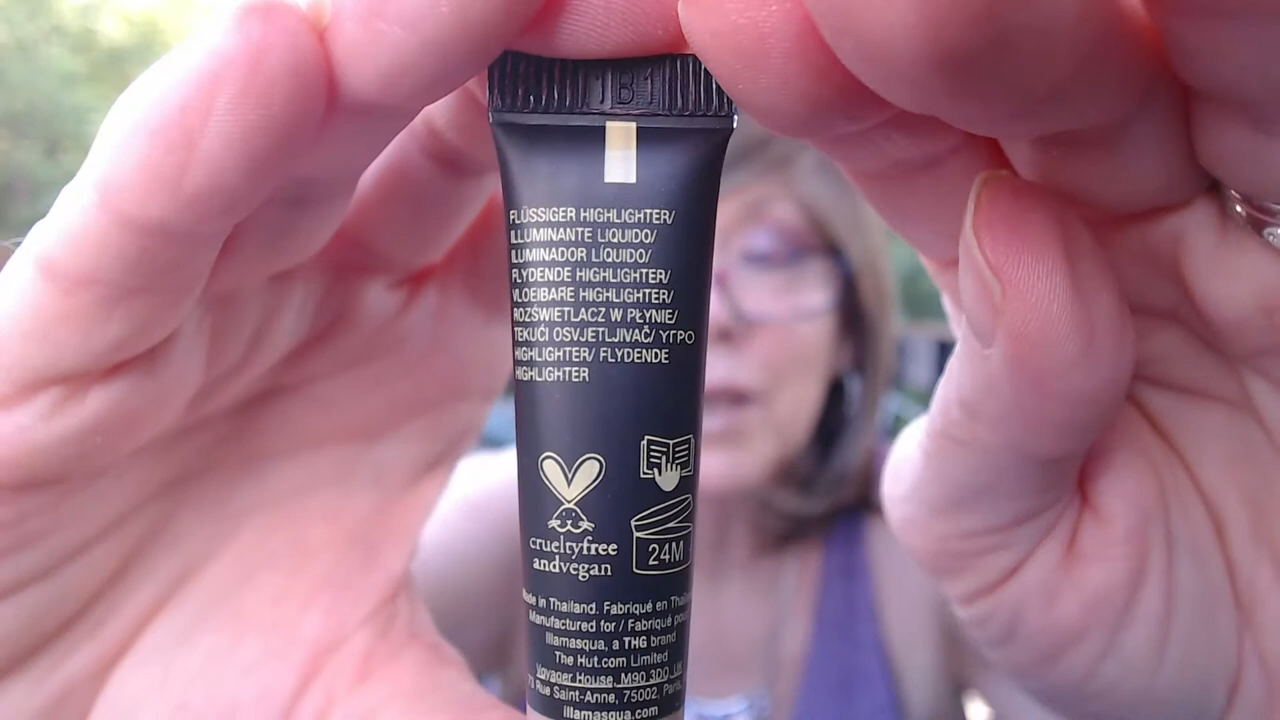 1B1
FLÜSSIGER HIGHLIGHTER/
ILLUMINANTE LIQUIDO/
ILUMINADOR LÍQUIDO/
FLYDENDE HIGHLIGHTER/
VLOEIBARE HIGHLIGHTER/
ROZŚWIETLACZ W PŁYNIE/
TEKUĆI OSVJETLJIVAČ/ ΥΓΡΟ
HIGHLIGHTER/ FLYDENDE
HIGHLIGHTER
crueltyfree
andvegan
24M
in Thailand. Fabriqué en
Manufactured for / Fabriqué
Illamasqua, a THG brand
The Hut.com Limited
Voyager House, M90 3DQ, UK
Rue Saint-Anne, 75002, Paris,
illamasqua.com